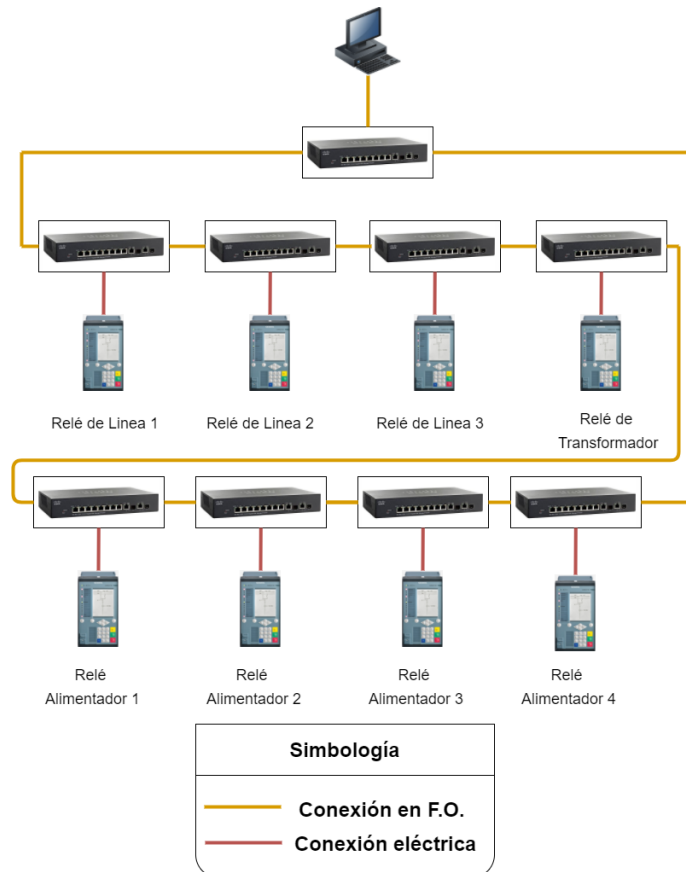 Relé de Linea 1
Relé de Linea 2
Relé de Linea 3
Relé de
Transformador
Relé
Alimentador 1
Relé
Alimentador 2
Relé
Alimentador 3
Relé
Alimentador 4
Simbología
Conexión en F.O.
Conexión eléctrica